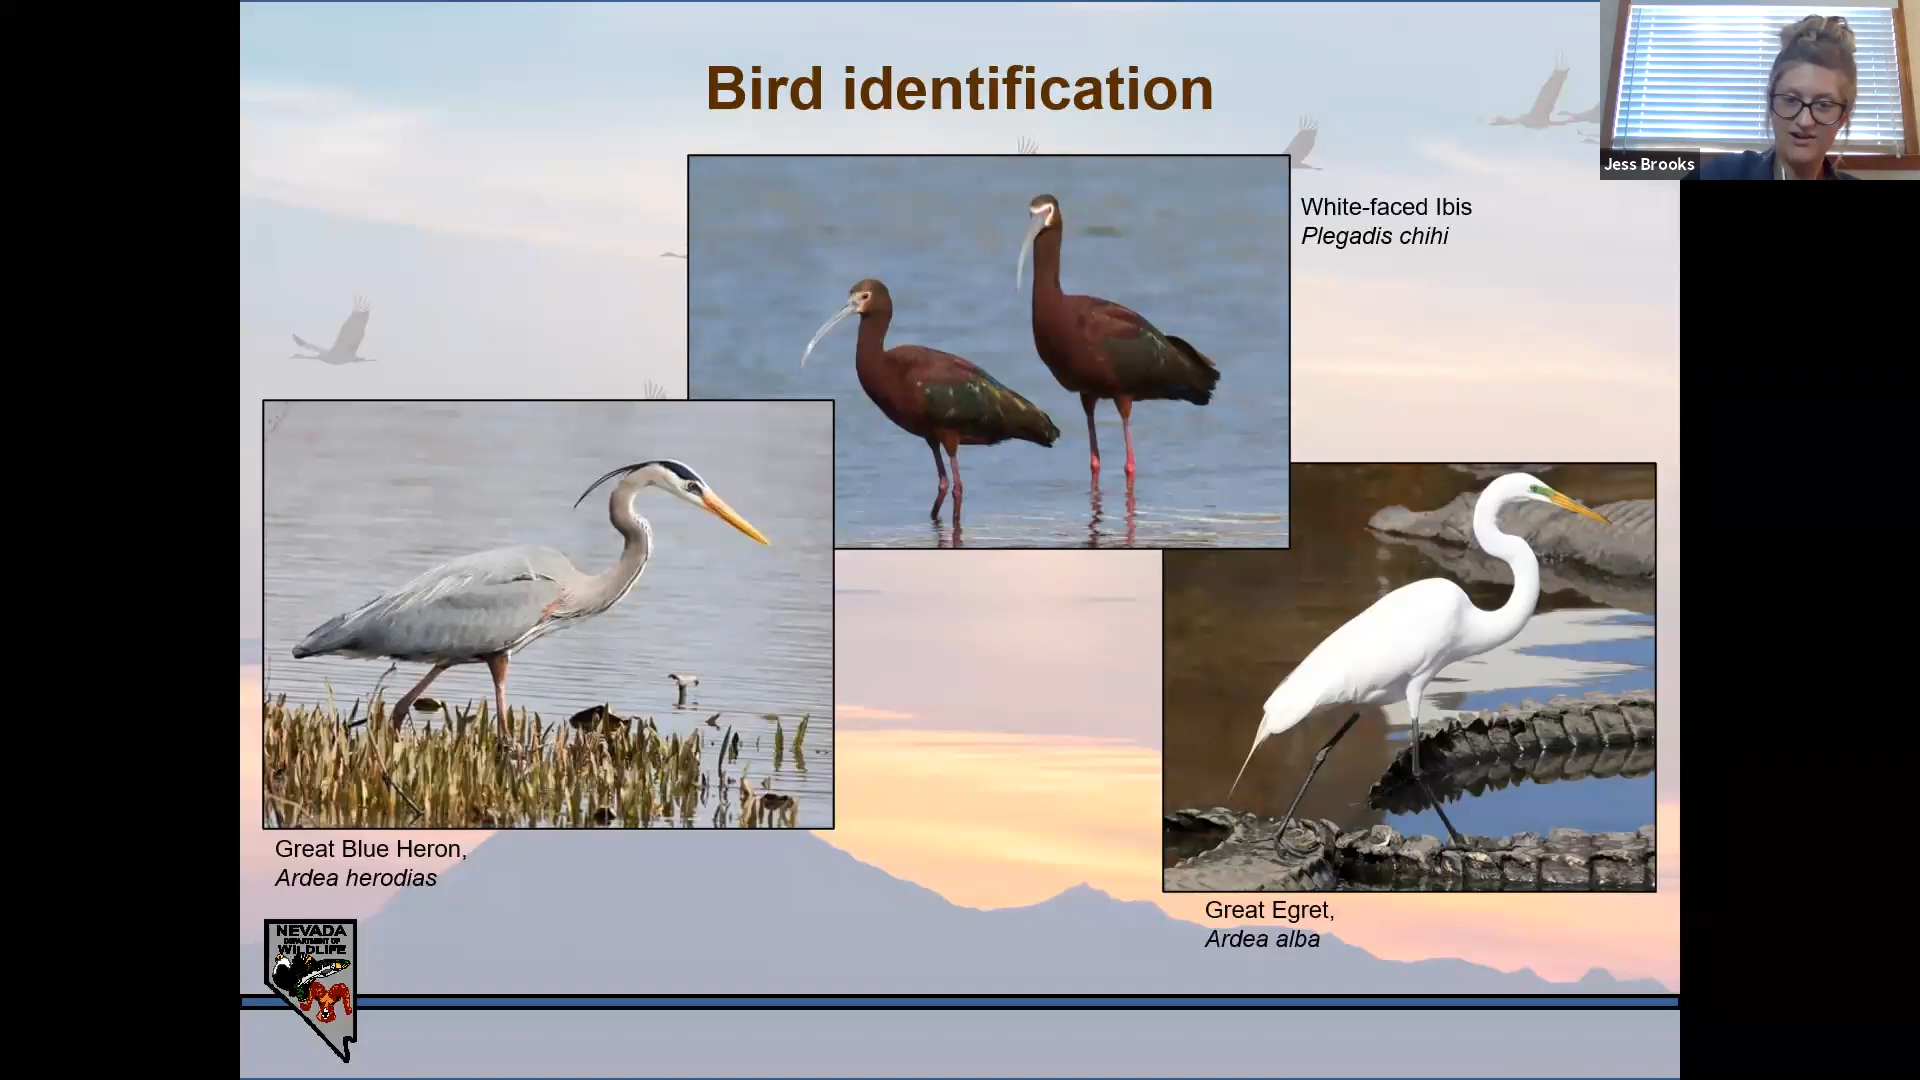 Bird identification
Jess Brooks
White-faced Ibis
Plegadis chihi
Great Blue Heron,
Ardea herodias
Great Egret,
Ardea alba
NEVADA
DEPARTMENT OF
WILDLIFE